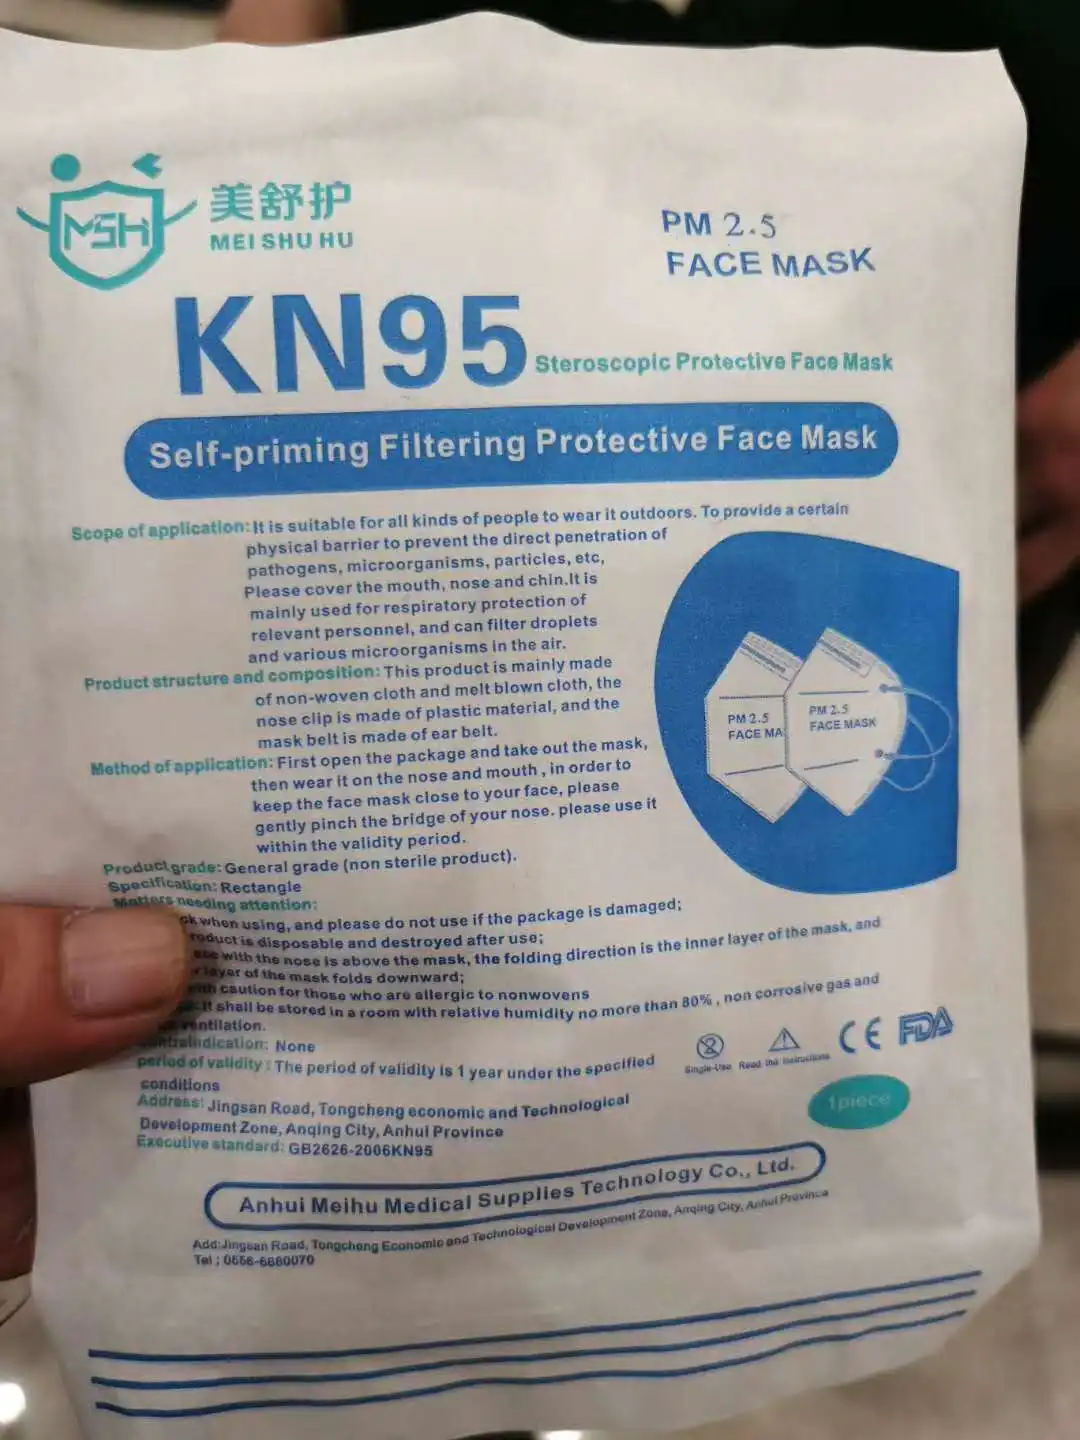 MSH
美舒护
MEI SHU HU
PM 2.5
FACE MASK
KN95
Steroscopic Protective Face Mask
Self-priming Filtering Protective Face Mask
Scope of application: It is suitable for all kinds of people to wear it outdoors. To provide a certain
physical barrier to prevent the direct penetration of
pathogens, microorganisms, particles, etc,
Please cover the mouth, nose and chin.It is
mainly used for respiratory protection of
relevant personnel, and can filter droplets
and various microorganisms in the air.
Product structure and composition: This product is mainly made
of non-woven cloth and melt blown cloth, the
nose clip is made of plastic material, and the
mask belt is made of ear belt.
Method of application: First open the package and take out the mask,
then wear it on the nose and mouth , in order to
keep the face mask close to your face, please
gently pinch the bridge of your nose. please use it
within the validity period.
PM 2.5
FACE MA
PM 2.5
FACE MASK
Product grade: General grade (non sterile product).
Specification: Rectangle
Matters needing attention:
when using, and please do not use if the package is damaged;
is disposable and destroyed after use;
with the nose is above the mask, the folding direction is the inner layer of the mask, and
layer of the mask folds downward;
caution for those who are allergic to nonwovens
It shall be stored in a room with relative humidity no more than 80% , non corrosive gas and
ventilation.
None
period of validity : The period of validity is 1 year under the specified
conditions
Single-Use
Read the instructions
CE FDA
1piece
Address: Jingsan Road, Tongcheng economic and Technological
Development Zone, Anqing City, Anhui Province
Executive standard: GB2626-2006KN95
Anhui Meihu Medical Supplies Technology Co., Ltd.
Add:Jingsan Road, Tongcheng Economic and Technological Development Zone, Anqing City, Anhui Province
Tel : 0556-6680070